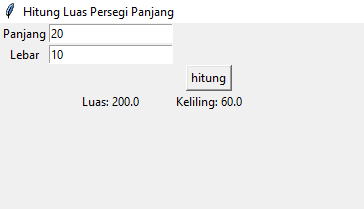 Hitung Luas Persegi Panjang
Panjang 20
Lebar 10
hitung
Luas: 200.0 Keliling: 60.0